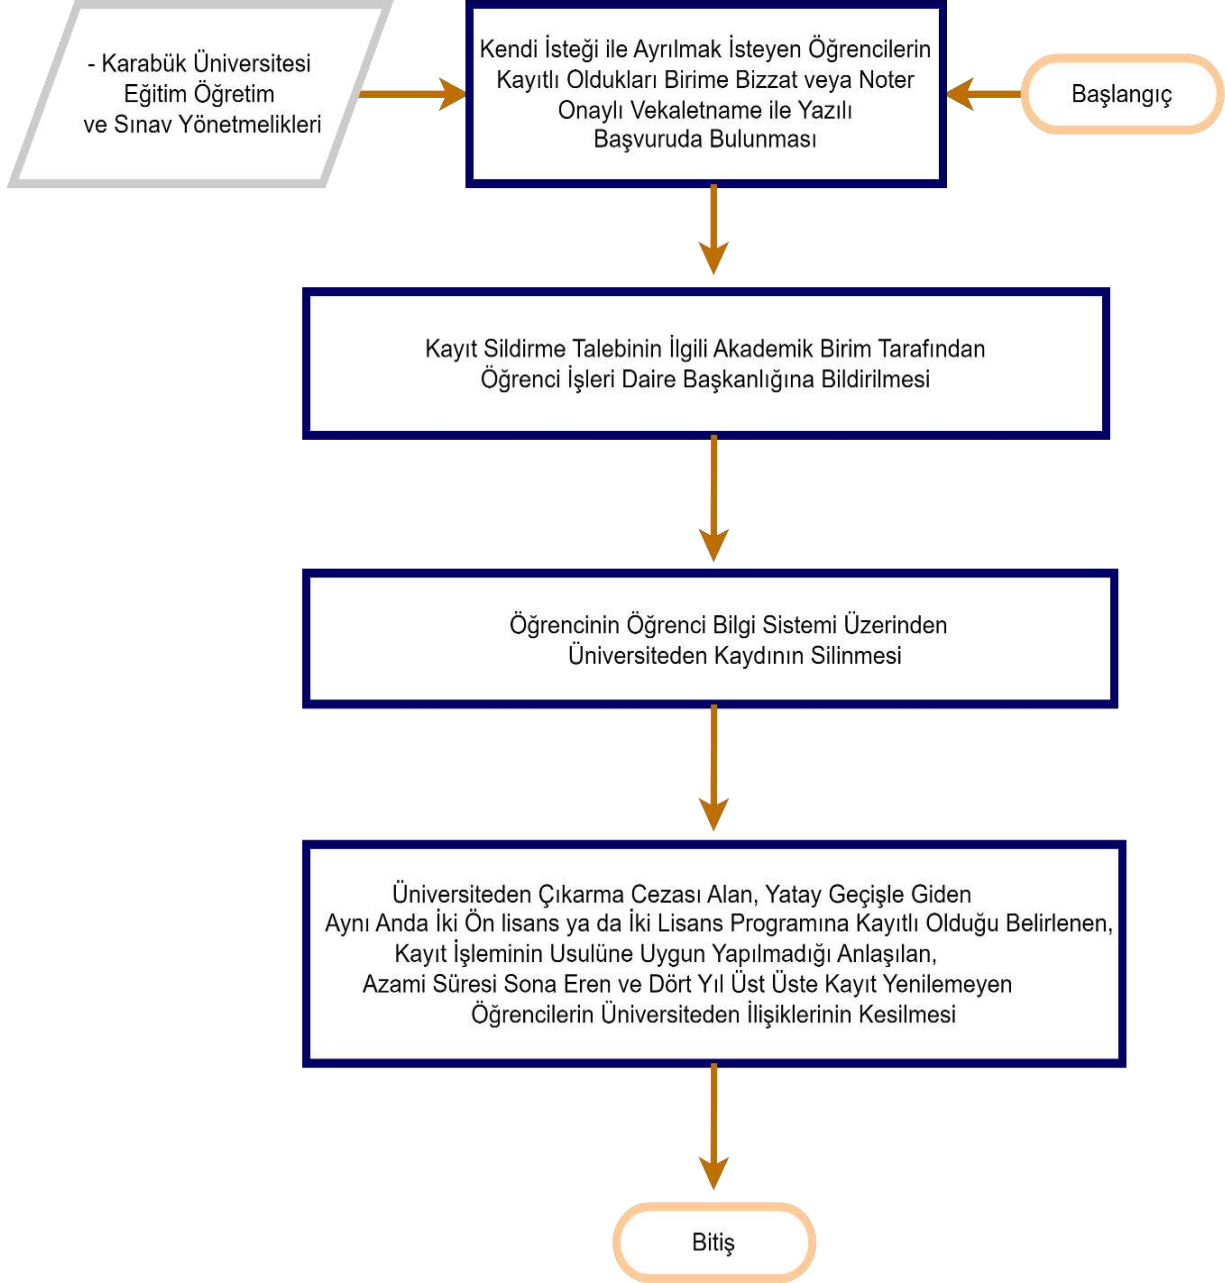 - Karabük Üniversitesi
Eğitim Öğretim
ve Sınav Yönetmelikleri
Kendi İsteği ile Ayrılmak İsteyen Öğrencilerin
Kayıtlı Oldukları Birime Bizzat veya Noter
Onaylı Vekaletname ile Yazılı
Başvuruda Bulunması
Başlangıç
Kayıt Sildirme Talebinin İlgili Akademik Birim Tarafından
Öğrenci İşleri Daire Başkanlığına Bildirilmesi
Öğrencinin Öğrenci Bilgi Sistemi Üzerinden
Üniversiteden Kaydının Silinmesi
Üniversiteden Çıkarma Cezası Alan, Yatay Geçişle Giden
Aynı Anda İki Ön lisans ya da İki Lisans Programına Kayıtlı Olduğu Belirlenen,
Kayıt İşleminin Usulüne Uygun Yapılmadığı Anlaşılan,
Azami Süresi Sona Eren ve Dört Yıl Üst Üste Kayıt Yenilemeyen
Öğrencilerin Üniversiteden İlişiklerinin Kesilmesi
Bitiş